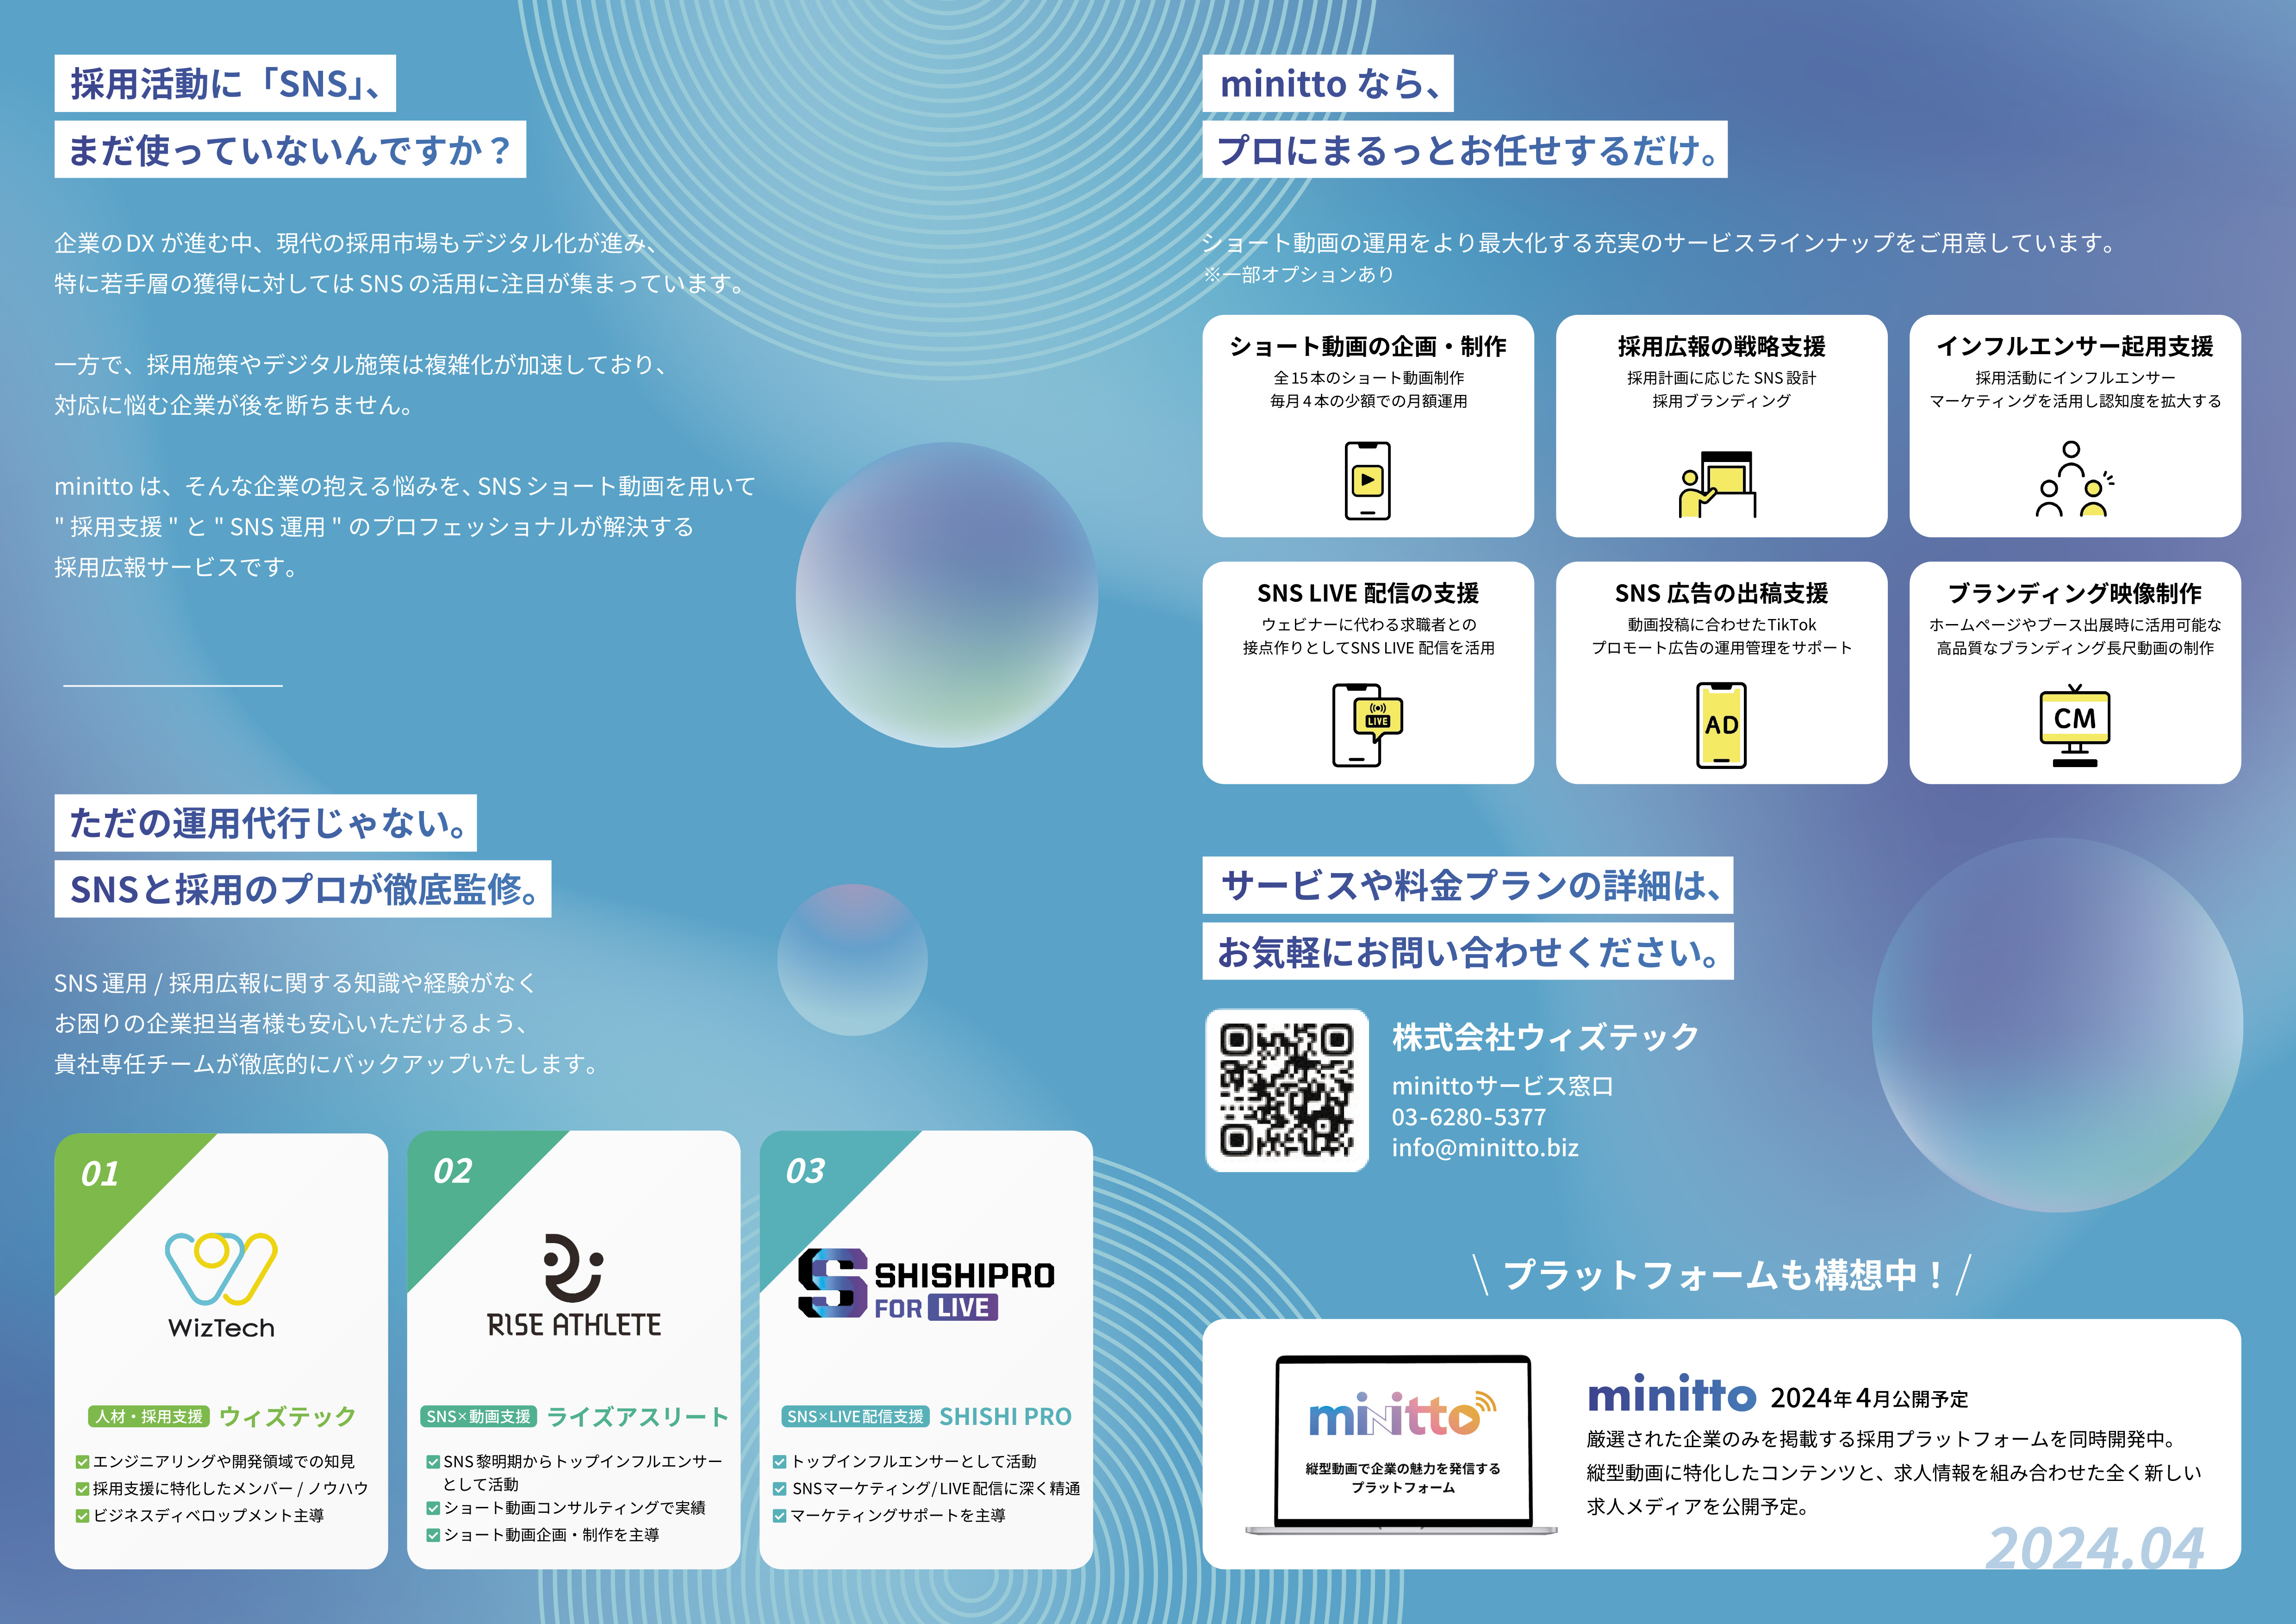 採用活動に「SNS」、
まだ使っていないんですか？
企業のDX が進む中、現代の採用市場もデジタル化が進み、
特に若手層の獲得に対しては SNS の活用に注目が集まっています。
一方で、採用施策やデジタル施策は複雑化が加速しており、
対応に悩む企業が後を断ちません。
minitto は、そんな企業の抱える悩みを、SNS ショート動画を用いて
" 採用支援 " と " SNS 運用 " のプロフェッショナルが解決する
採用広報サービスです。
ただの運用代行じゃない。
SNSと採用のプロが徹底監修。
SNS 運用 / 採用広報に関する知識や経験がなく
お困りの企業担当者様も安心いただけるよう、
貴社専任チームが徹底的にバックアップいたします。
01
WizTech
人材・採用支援 ウィズテック
エンジニアリングや開発領域での知見
採用支援に特化したメンバー / ノウハウ
ビジネスディベロップメント主導
02
RISE ATHLETE
SNS×動画支援 ライズアスリート
SNS 黎明期からトップインフルエンサー
として活動
ショート動画コンサルティングで実績
ショート動画企画・制作を主導
03
SHISHIPRO
FOR LIVE
SNS×LIVE配信支援 SHISHI PRO
トップインフルエンサーとして活動
SNSマーケティング/ LIVE 配信に深く精通
マーケティングサポートを主導
minitto なら、
プロにまるっとお任せするだけ。
ショート動画の運用をより最大化する充実のサービスラインナップをご用意しています。
※一部オプションあり
ショート動画の企画・制作
全15本のショート動画制作
毎月4本の少額での月額運用
採用広報の戦略支援
採用計画に応じた SNS 設計
採用ブランディング
インフルエンサー起用支援
採用活動にインフルエンサー
マーケティングを活用し認知度を拡大する
SNS LIVE 配信の支援
ウェビナーに代わる求職者との
接点作りとしてSNS LIVE 配信を活用
LIVE
SNS 広告の出稿支援
動画投稿に合わせたTikTok
プロモート広告の運用管理をサポート
AD
ブランディング映像制作
ホームページやブース出展時に活用可能な
高品質なブランディング長尺動画の制作
CM
サービスや料金プランの詳細は、
お気軽にお問い合わせください。
株式会社ウィズテック
minittoサービス窓口
03-6280-5377
info@minitto.biz
プラットフォームも構想中！
minitto
縦型動画で企業の魅力を発信する
プラットフォーム
minitto 2024年4月公開予定
厳選された企業のみを掲載する採用プラットフォームを同時開発中。
縦型動画に特化したコンテンツと、求人情報を組み合わせた全く新しい
求人メディアを公開予定。
2024.04